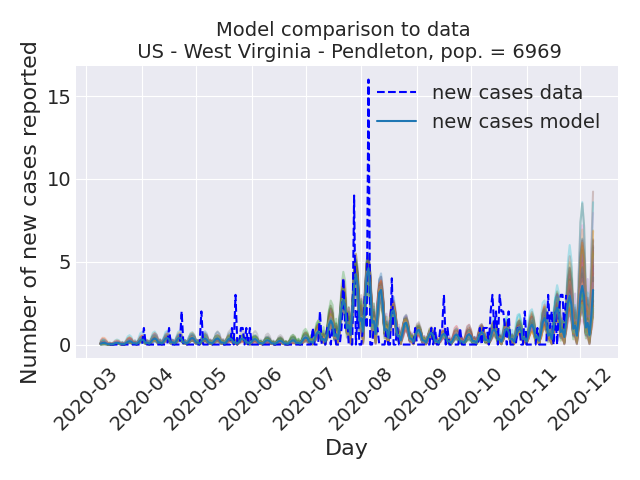 Model comparison to data
US - West Virginia - Pendleton, pop. = 6969
Number of new cases reported
15
10
5
0
new cases data
new cases model
2020-03
2020-04
2020-05
2020-06
2020-07
2020-08
2020-09
2020-10
2020-11
2020-12
Day